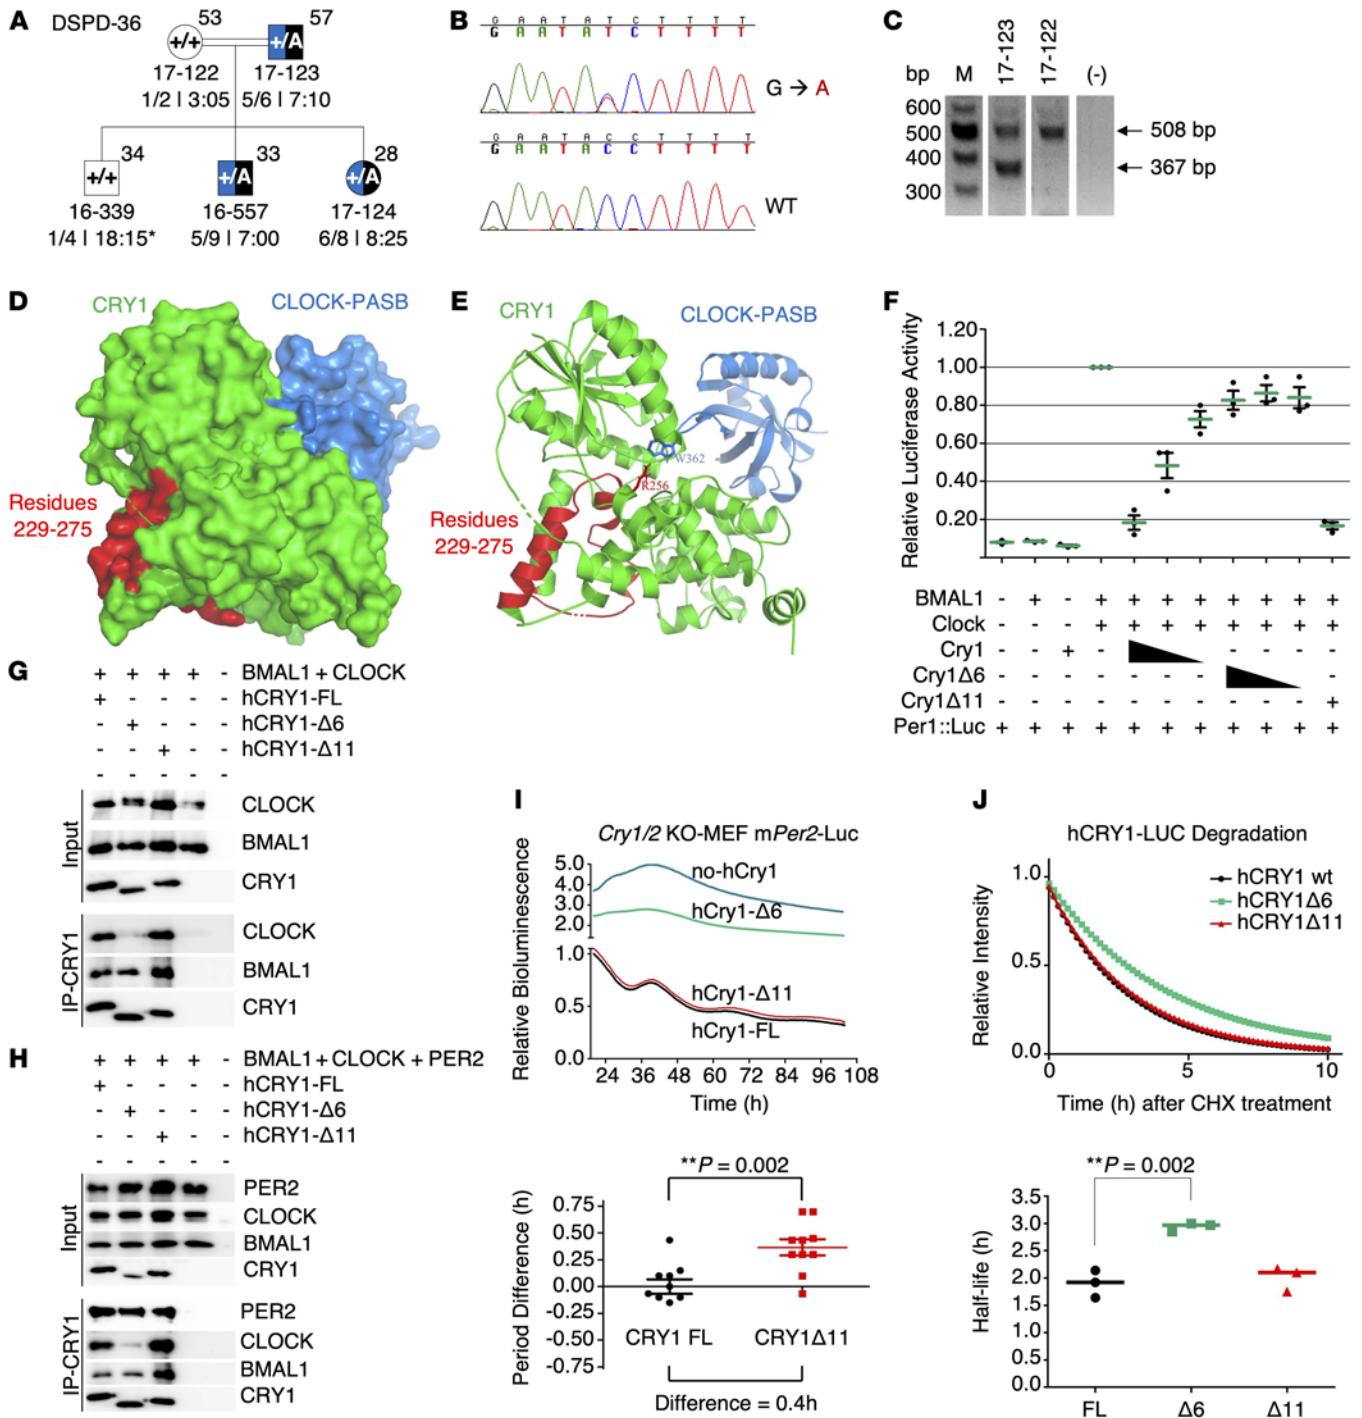 A
DSPD-36
53
57
+/+
+/A
17-122
17-123
1/2 | 3:05
5/6 | 7:10
34
33
28
+/+
+/A
+/A
16-339
16-557
17-124
1/4 | 18:15*
5/9 | 7:00
6/8 | 8:25
B
G A A T A T C T T T T
G A A T A T C T T T T
G → A
G A A T A C C T T T T
G A A T A C C T T T T
WT
C
bp
M
17-123
17-122
(-)
600
500
400
300
508 bp
367 bp
D
CRY1
CLOCK-PASB
Residues
229-275
E
CRY1
CLOCK-PASB
W362
R256
Residues
229-275
F
Relative Luciferase Activity
1.20
1.00
0.80
0.60
0.40
0.20
BMAL1 - + - + + + + + + + +
Clock - - - + + + + + + + +
Cry1 - - + - - - - -
Cry1Δ6 - - - - - - - -
Cry1Δ11 - - - - - - - - - - +
Per1::Luc + + + + + + + + + + +
G
+ + + + - BMAL1 + CLOCK
+ - - - - hCRY1-FL
- + - - - hCRY1-Δ6
- - + - - hCRY1-Δ11
- - - - -
Input
CLOCK
BMAL1
CRY1
IP-CRY1
CLOCK
BMAL1
CRY1
H
+ + + + - BMAL1 + CLOCK + PER2
+ - - - - hCRY1-FL
- + - - - hCRY1-Δ6
- - + - - hCRY1-Δ11
- - - - -
Input
PER2
CLOCK
BMAL1
CRY1
IP-CRY1
PER2
CLOCK
BMAL1
CRY1
I
Cry1/2 KO-MEF mPer2-Luc
Relative Bioluminescence
5.0
4.0
3.0
2.0
1.0
0.5
0.0
no-hCry1
hCry1-Δ6
hCry1-Δ11
hCry1-FL
24 36 48 60 72 84 96 108
Time (h)
**P = 0.002
Period Difference (h)
0.75
0.50
0.25
0.00
-0.25
-0.50
-0.75
CRY1 FL
CRY1Δ11
Difference = 0.4h
J
hCRY1-LUC Degradation
Relative Intensity
1.0
0.5
0.0
hCRY1 wt
hCRY1Δ6
hCRY1Δ11
0 5 10
Time (h) after CHX treatment
**P = 0.002
Half-life (h)
3.5
3.0
2.5
2.0
1.5
1.0
0.5
0.0
FL Δ6 Δ11